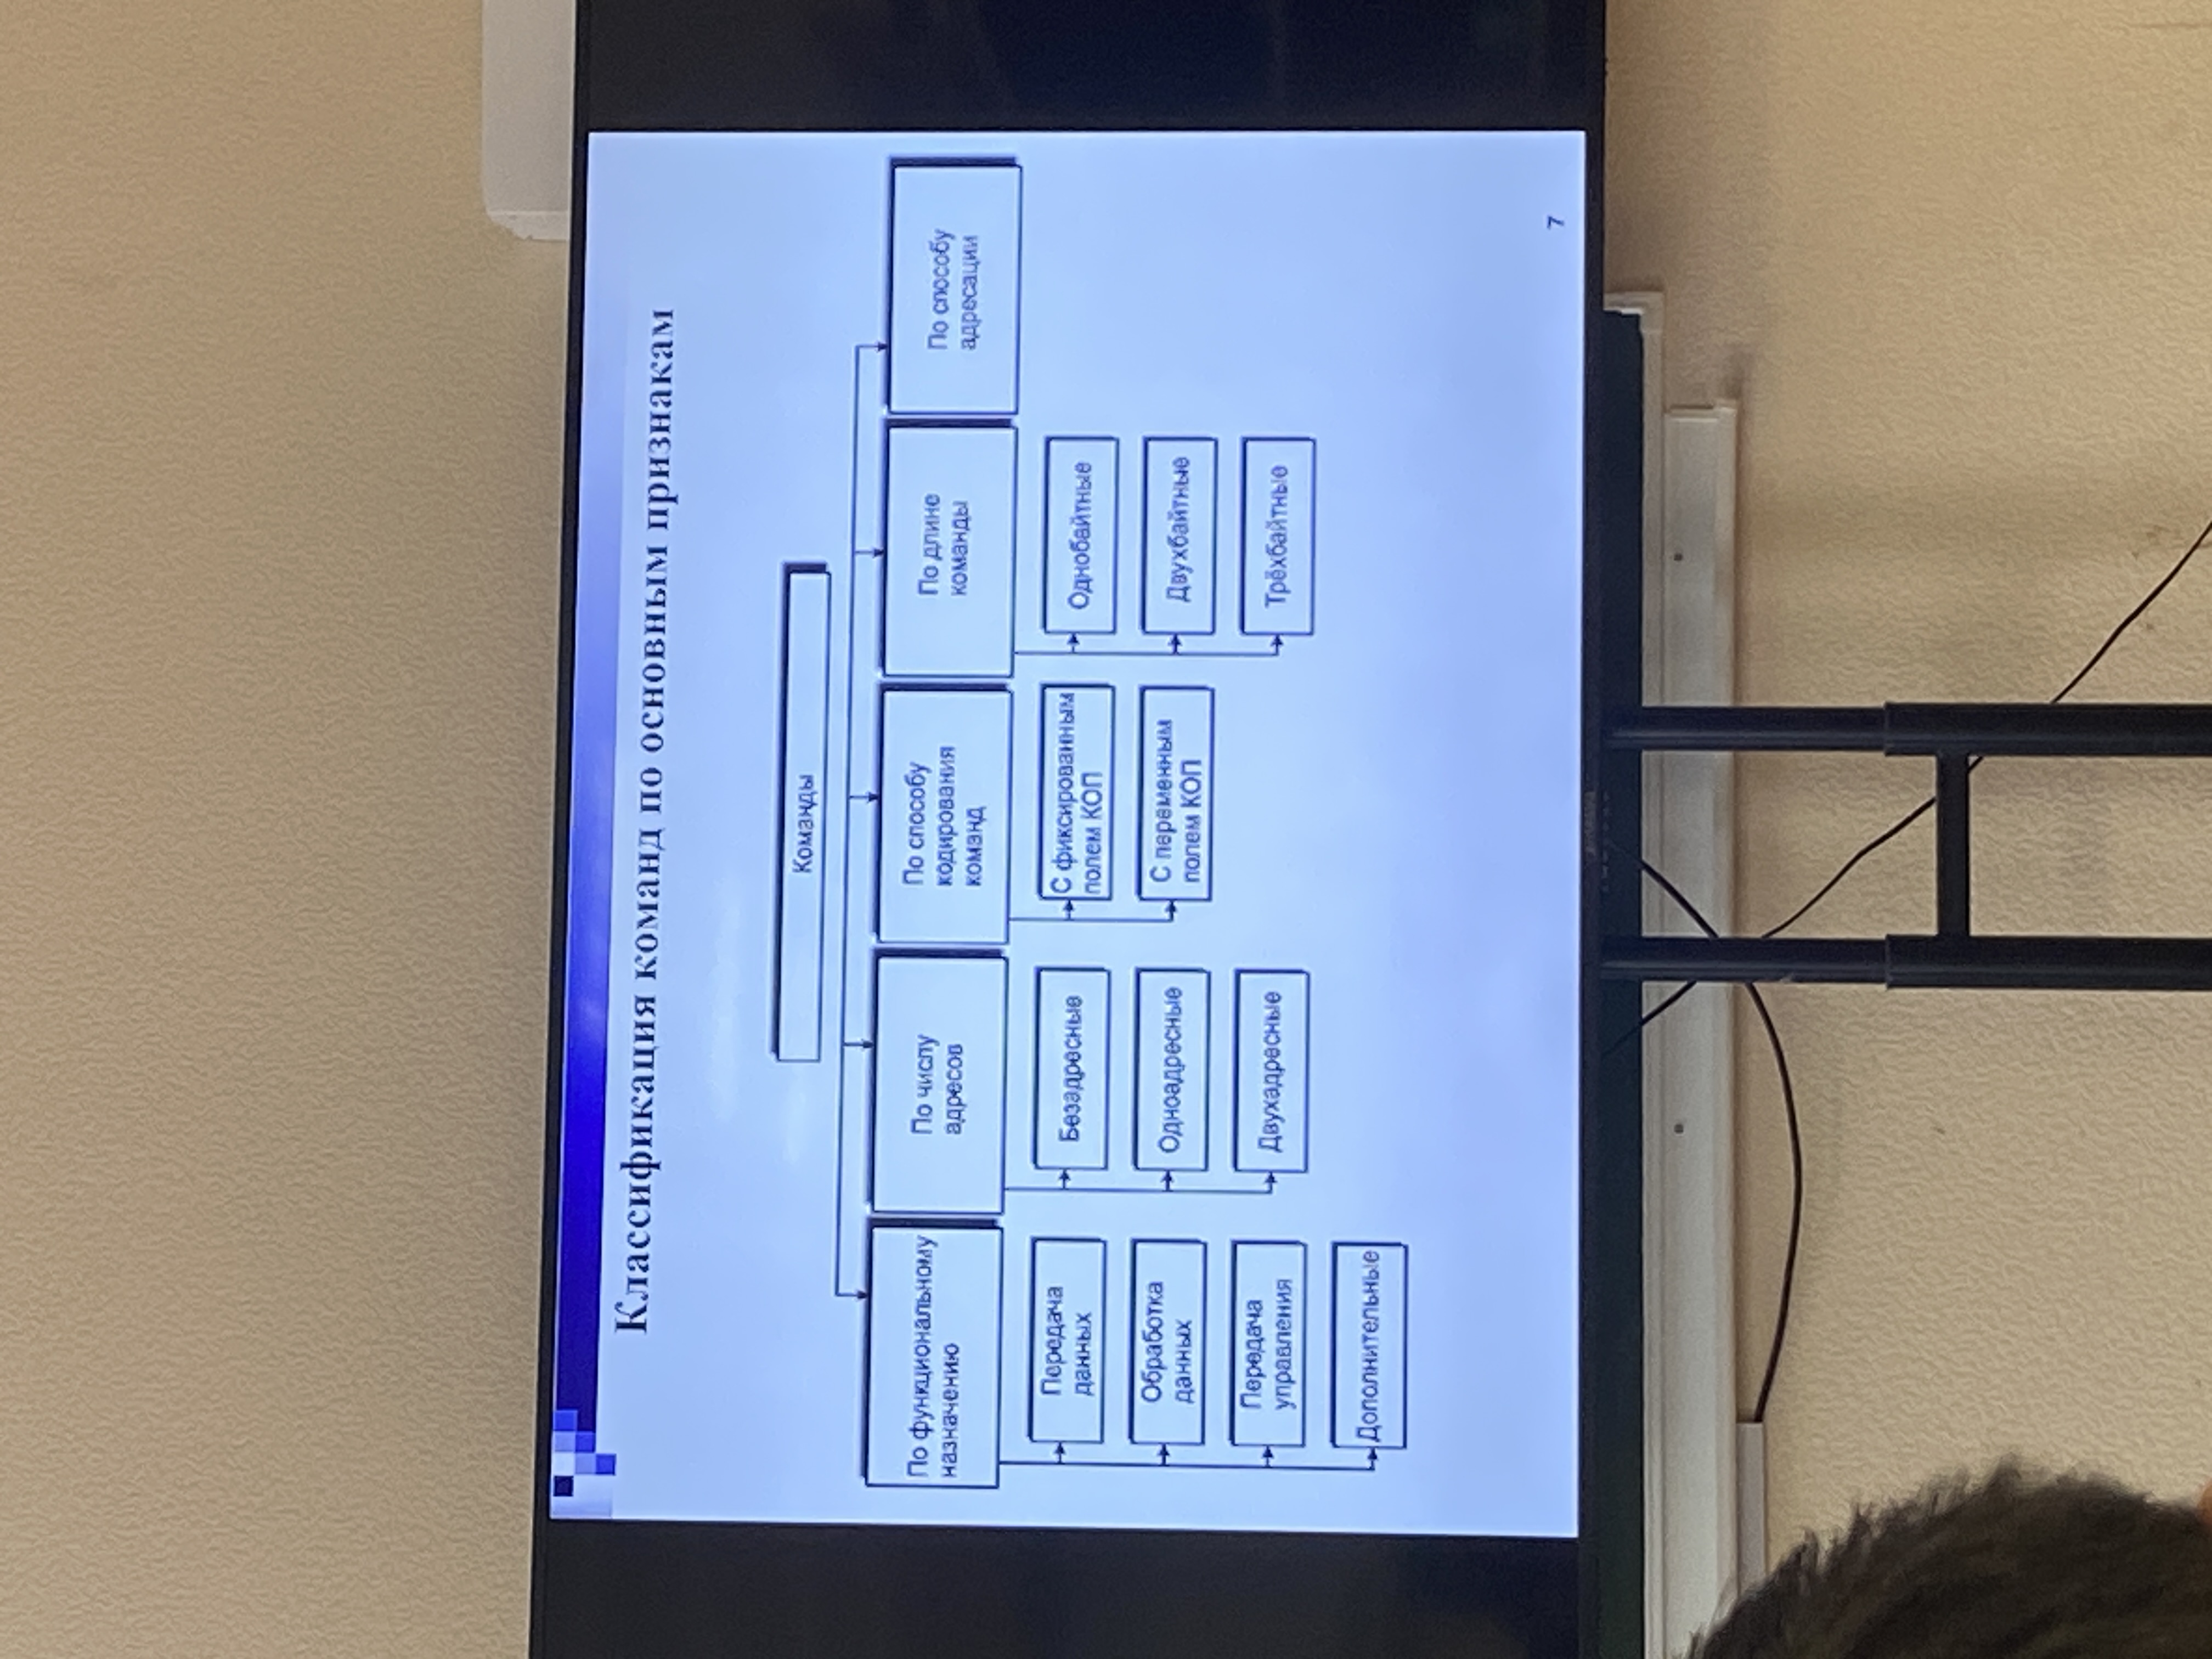 Классификация команд по основным признакам
Команды
По функциональному
назначению
Передача
данных
Обработка
данных
Передача
управления
Дополнительные
По числу
адресов
Безадресные
Одноадресные
Двухадресные
По способу
кодирования
команд
С фиксированным
полем КОП
С переменным
полем КОП
По длине
команды
Однобайтные
Двухбайтные
Трёхбайтные
По способу
адресации
7